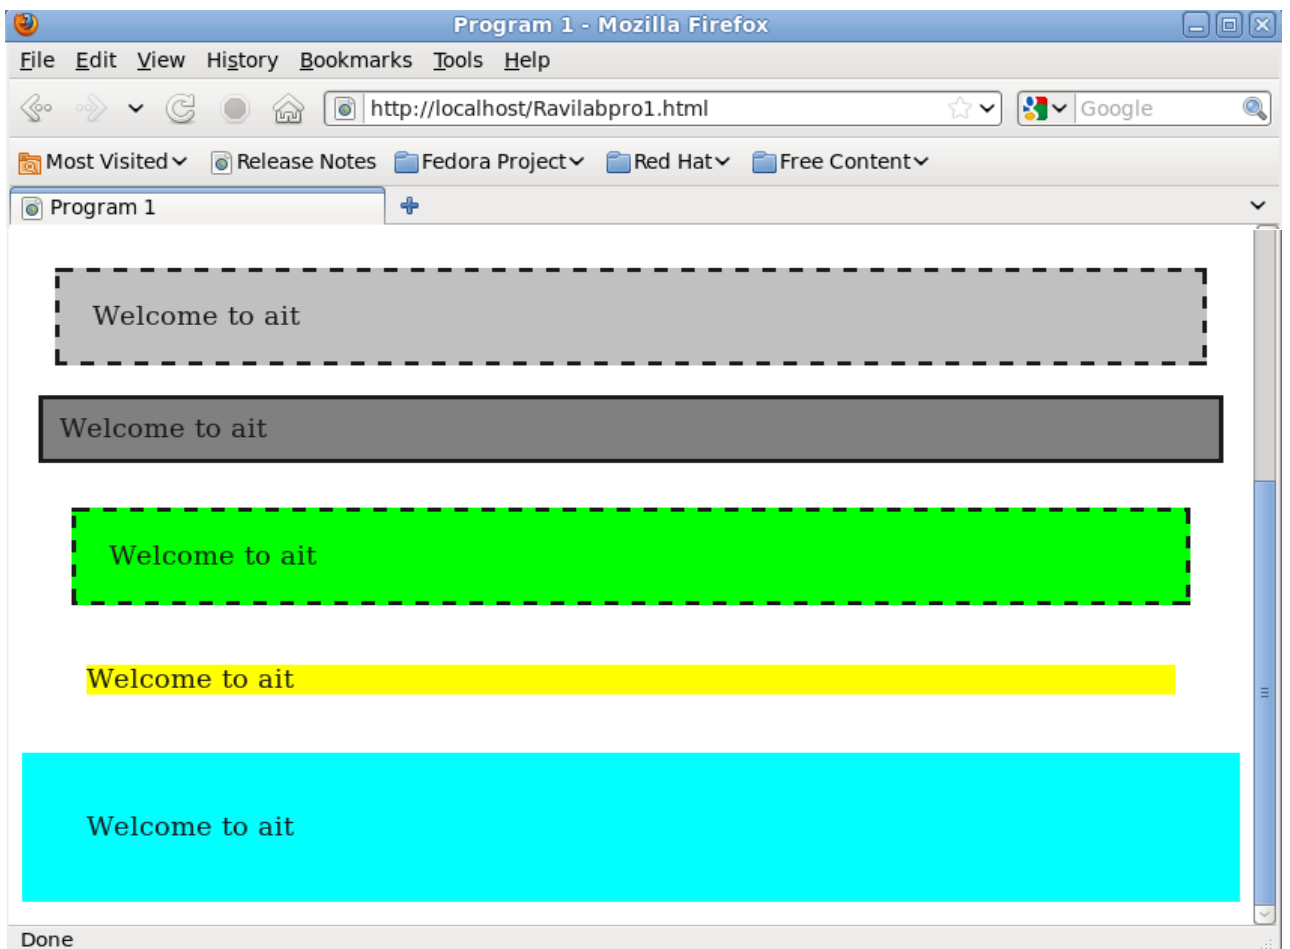 Program 1 - Mozilla Firefox
File Edit View History Bookmarks Tools Help
http://localhost/Ravilabpro1.html Google
Most Visited Release Notes Fedora Project Red Hat Free Content
Program 1
Welcome to ait
Welcome to ait
Welcome to ait
Welcome to ait
Welcome to ait
Done